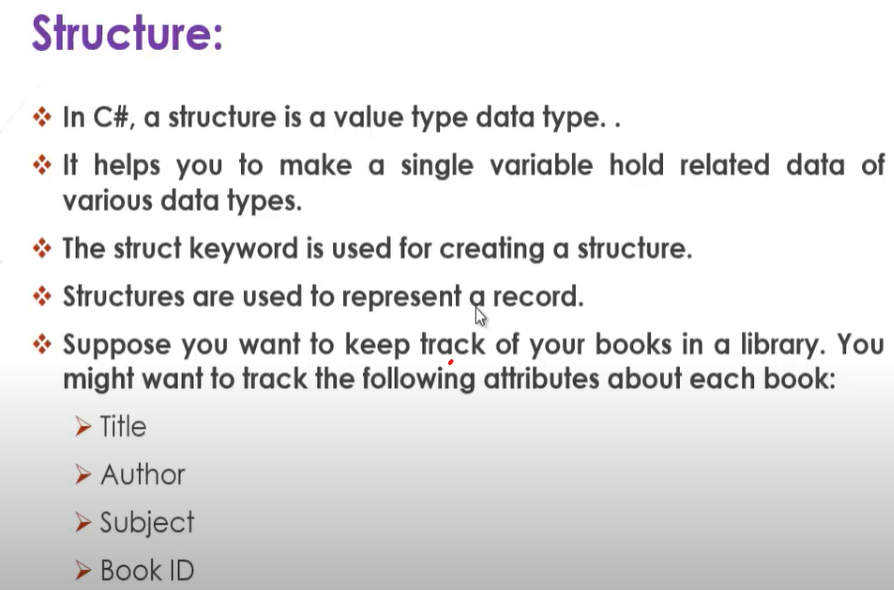 Structure:
In C#, a structure is a value type data type. .
It helps you to make a single variable hold related data of
various data types.
The struct keyword is used for creating a structure.
Structures are used to represent a record.
Suppose you want to keep track of your books in a library. You
might want to track the following attributes about each book:
Title
Author
Subject
Book ID